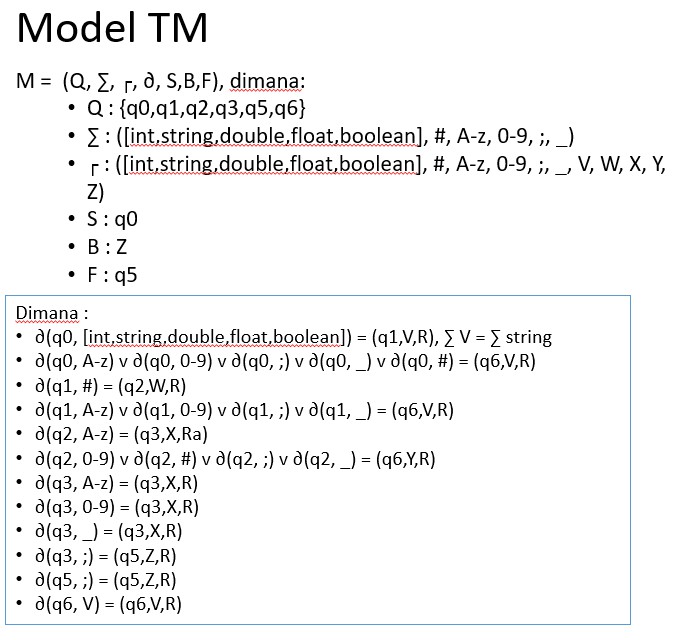 Model TM
M = (Q, ∑, ┌, ∂, S,B,F), dimana:
• Q : {q0,q1,q2,q3,q5,q6}
• ∑ : ([int,string,double,float,boolean], #, A-z, 0-9, ;, _)
• ┌ : ([int,string,double,float,boolean], #, A-z, 0-9, ;, _, V, W, X, Y,
Z)
• S : q0
• B : Z
• F : q5
Dimana :
• ∂(q0, [int,string,double,float,boolean]) = (q1,V,R), ∑ V = ∑ string
• ∂(q0, A-z) v ∂(q0, 0-9) v ∂(q0, ;) v ∂(q0, _) v ∂(q0, #) = (q6,V,R)
• ∂(q1, #) = (q2,W,R)
• ∂(q1, A-z) v ∂(q1, 0-9) v ∂(q1, ;) v ∂(q1, _) = (q6,V,R)
• ∂(q2, A-z) = (q3,X,Ra)
• ∂(q2, 0-9) v ∂(q2, #) v ∂(q2, ;) v ∂(q2, _) = (q6,Y,R)
• ∂(q3, A-z) = (q3,X,R)
• ∂(q3, 0-9) = (q3,X,R)
• ∂(q3, _) = (q3,X,R)
• ∂(q3, ;) = (q5,Z,R)
• ∂(q5, ;) = (q5,Z,R)
• ∂(q6, V) = (q6,V,R)